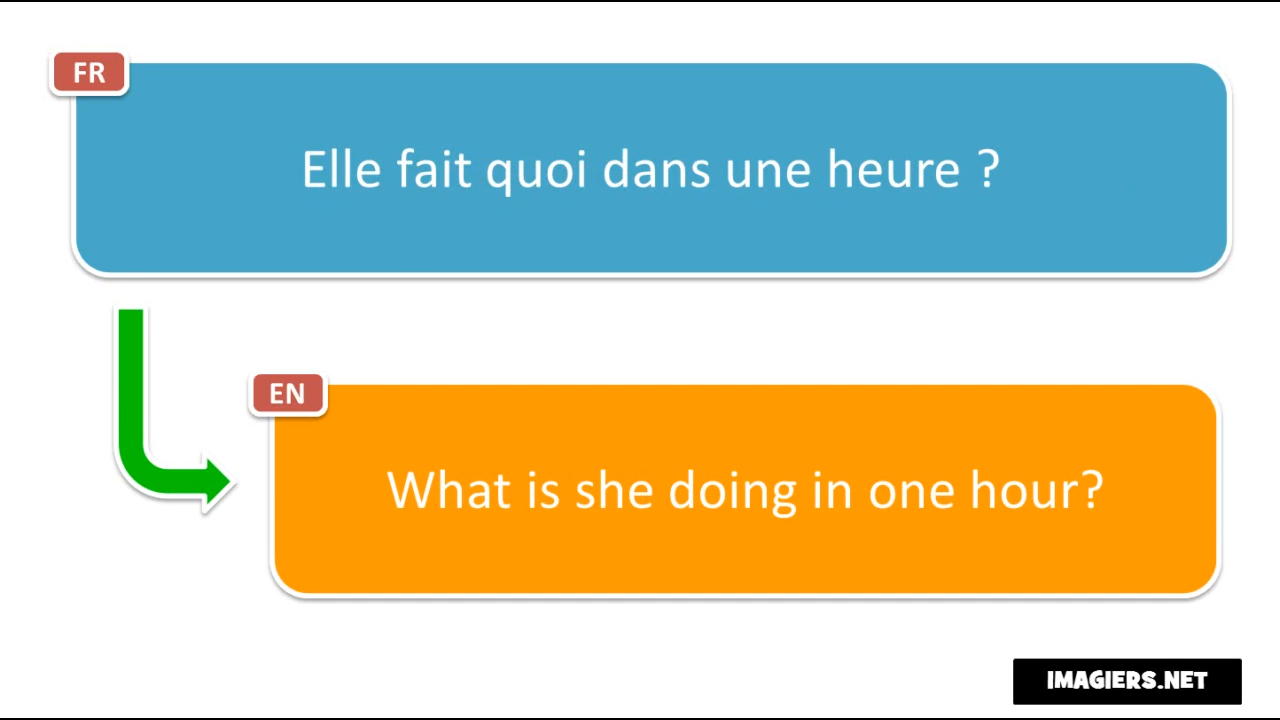 FR
Elle fait quoi dans une heure ?
EN
What is she doing in one hour?
IMAGIERS.NET